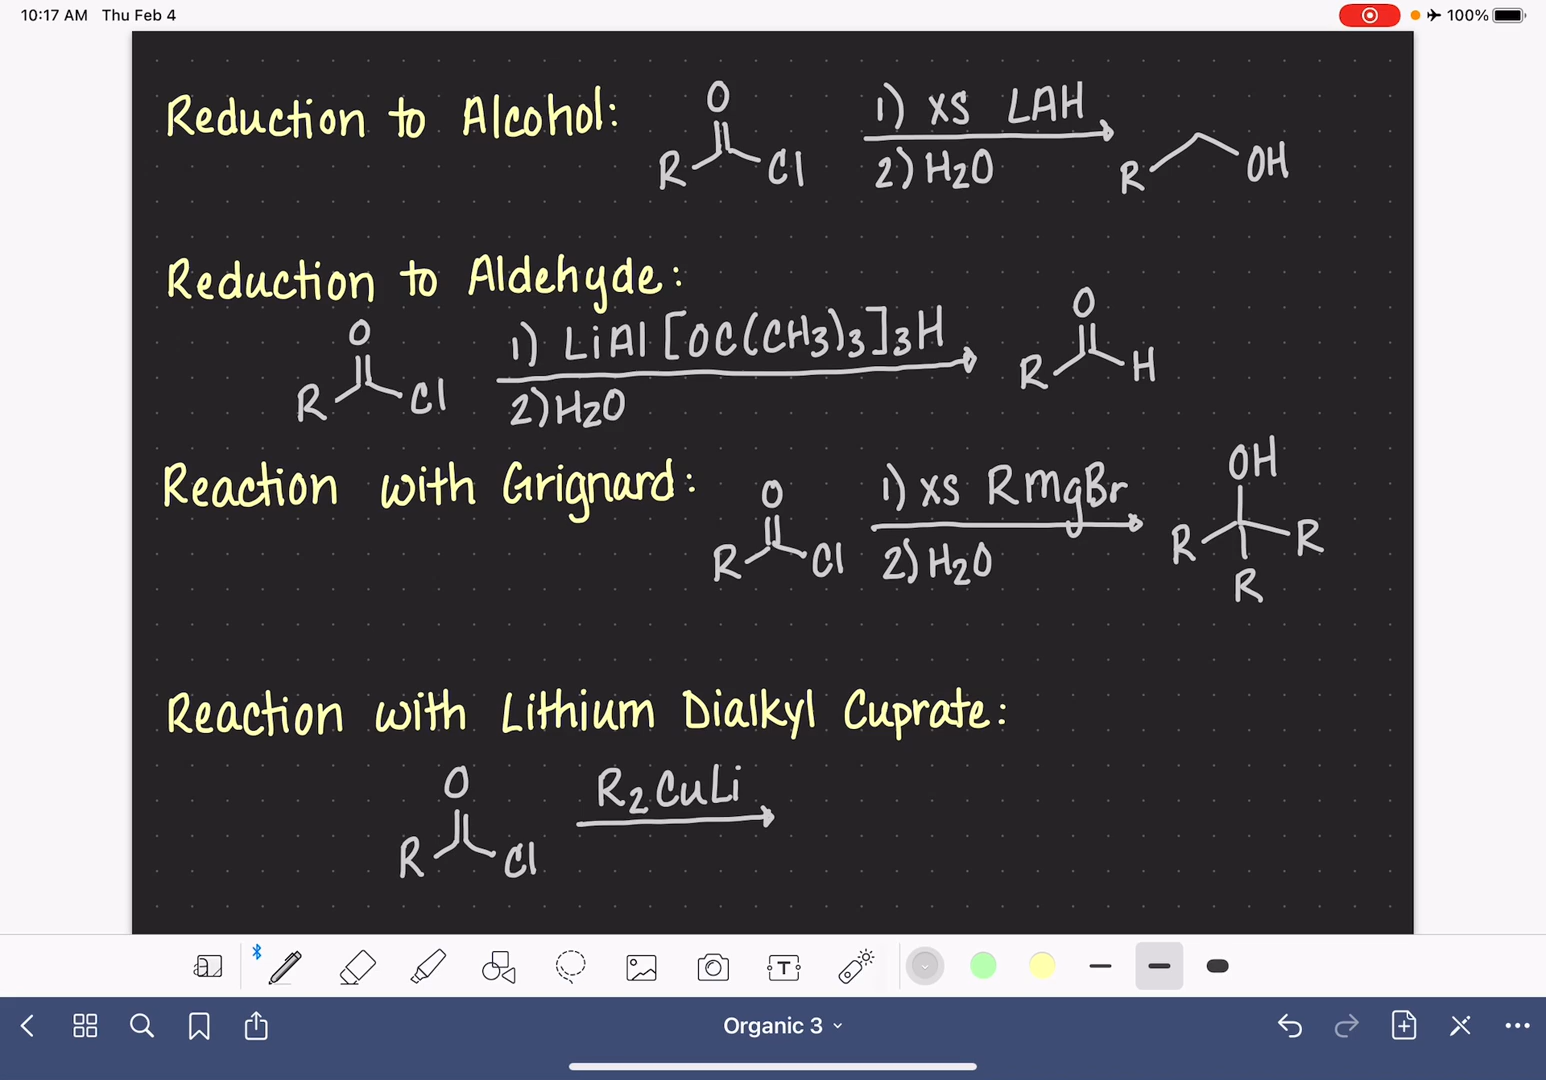 10:17 AM Thu Feb 4
100%
Reduction to Alcohol:
O
R Cl
1) xs LAH
2) H2O
R OH
Reduction to Aldehyde:
O
R Cl
1) LiAl[OC(CH3)3]3H
2) H2O
O
R H
Reaction with Grignard:
O
R Cl
1) xs RMgBr
2) H2O
OH
R R
R
Reaction with Lithium Dialkyl Cuprate:
O
R Cl
R2CuLi
T
Organic 3